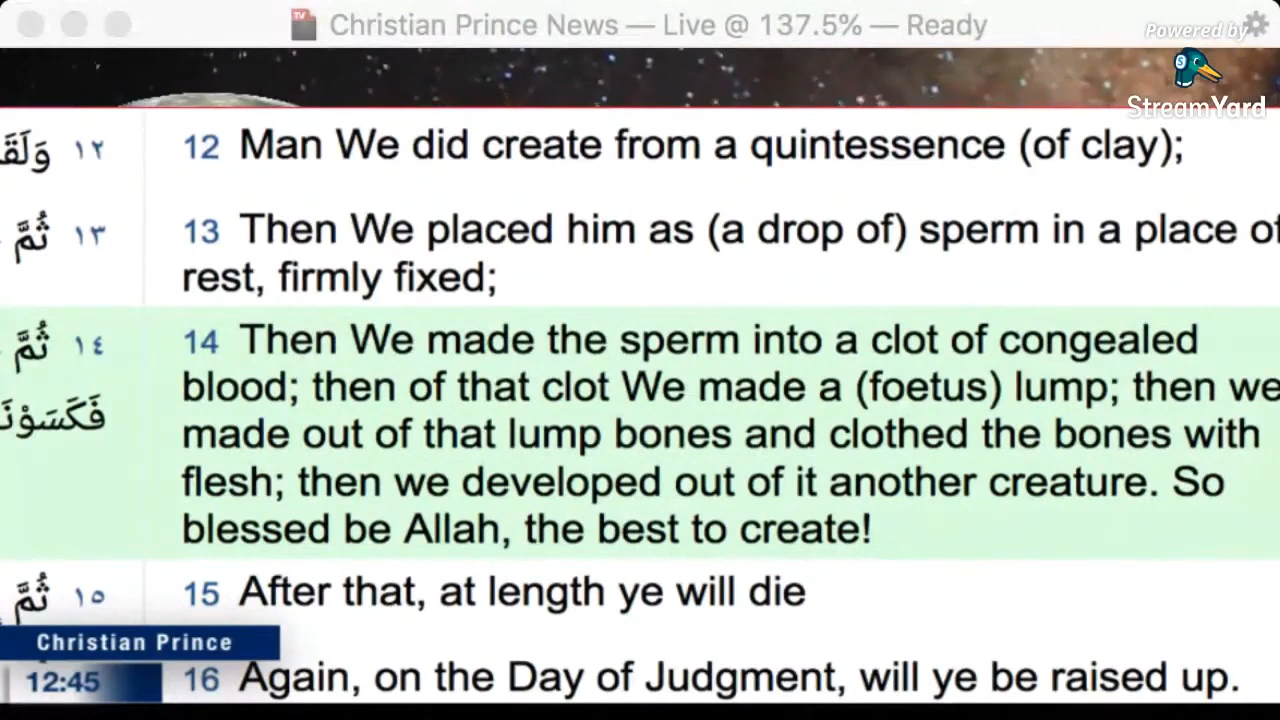 Christian Prince News — Live @ 137.5% — Ready
Powered by
StreamYard
١٢ 12 Man We did create from a quintessence (of clay);
ثُمَّ ١٣ 13 Then We placed him as (a drop of) sperm in a place of
rest, firmly fixed;
ثُمَّ ١٤ 14 Then We made the sperm into a clot of congealed
blood; then of that clot We made a (foetus) lump; then we
made out of that lump bones and clothed the bones with
flesh; then we developed out of it another creature. So
blessed be Allah, the best to create!
ثُمَّ ١٥ 15 After that, at length ye will die
Christian Prince
12:45
16 Again, on the Day of Judgment, will ye be raised up.